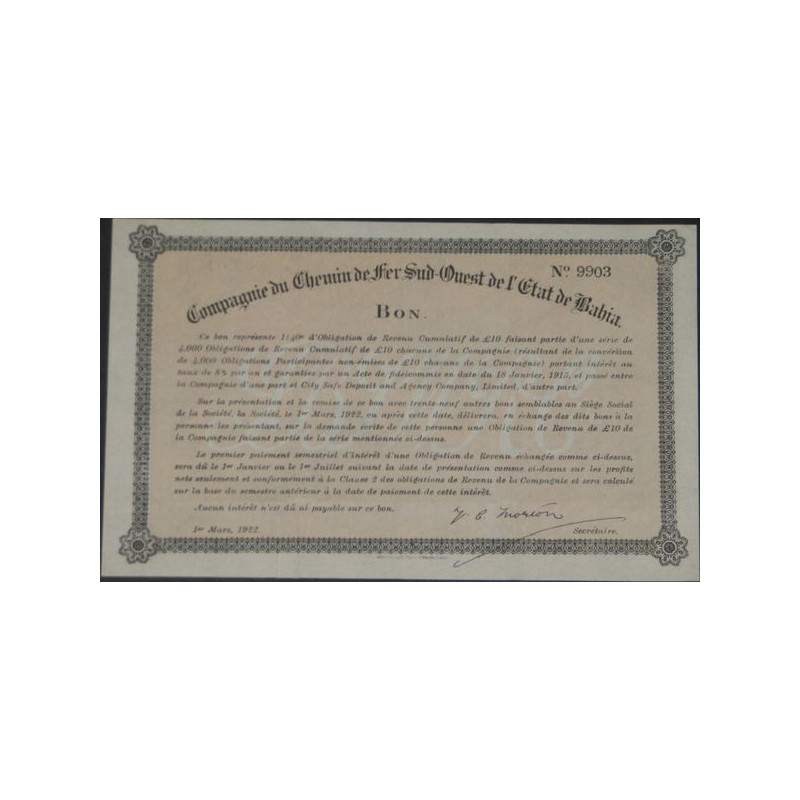 Nº 9903
Compagnie du Chemin de Fer Sud-Ouest de l'Etat de Bahia.
BON.
Ce bon représente 1/40e d'Obligation de Revenu Cumulatif de £10 faisant partie d'une série de
4,000 Obligations de Revenu Cumulatif de £10 chacune de la Compagnie (résultant de la
4,000 Obligations Participantes non-émises de £10 chacune de la Compagnie) portant intérêt au
taux de 8% par an et garanties par un Acte de fidéicommis en date du 18 Janvier, 1915, et passé entre
la Compagnie d'une part et City Safe Deposit and Agency Company, Limited, d'autre part.
Sur la présentation et la remise de ce bon avec trente-neuf autres bons semblables au Siège Social
de la Société, la Société, le 1er Mars, 1922, ou après cette date, délivrera, en échange des dits bons à la
personne les présentant, sur la demande écrite de cette personne une Obligation de Revenu de £10 de
la Compagnie faisant partie de la série mentionnée ci-dessus.
Le premier paiement semestriel d'intérêt d'une Obligation de Revenu échangée comme ci-dessus,
sera dû le 1er Janvier ou le 1er Juillet suivant la date de présentation comme ci-dessus sur les profits
nets seulement et conformément à la Clause 2 des obligations de Revenu de la Compagnie et sera calculé
sur la base du semestre antérieur à la date de paiement de cette intérêt.
Aucun intérêt n'est dû ni payable sur ce bon.
1er Mars, 1922.
Secrétaire.